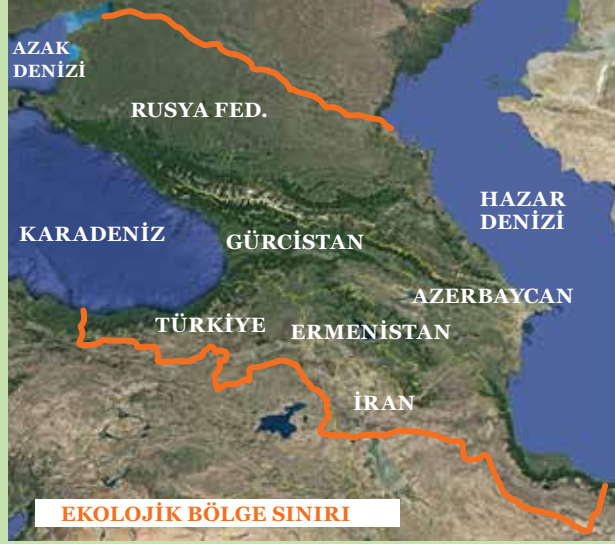 AZAK
DENİZİ
RUSYA FED.
HAZAR
DENİZİ
KARADENİZ
GÜRCİSTAN
AZERBAYCAN
TÜRKİYE
ERMENİSTAN
İRAN
EKOLOJİK BÖLGE SINIRI